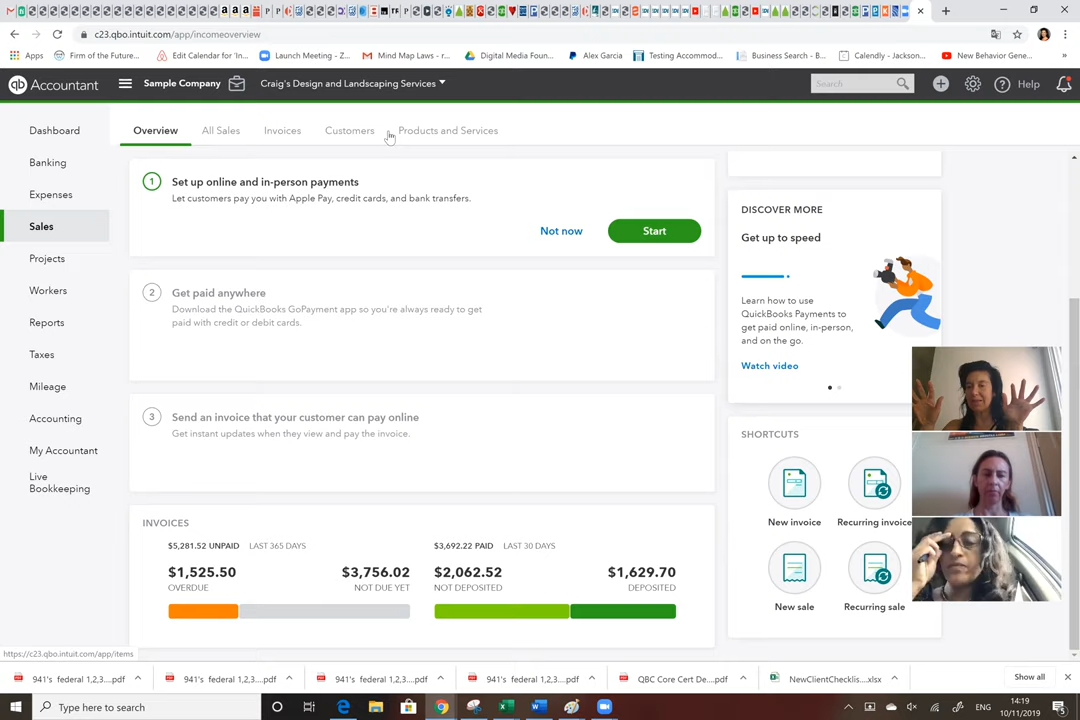 c23.qbo.intuit.com/app/incomeoverview
Apps
Firm of the Future...
Edit Calendar for 'In...
Launch Meeting - Z...
Mind Map Laws - r...
Digital Media Foun...
Alex Garcia
Testing Accommod...
Business Search - B...
Calendly - Jackson...
New Behavior Gene...
»
qb Accountant
Sample Company
Craig's Design and Landscaping Services
Search
Help
Dashboard
Banking
Expenses
Sales
Projects
Workers
Reports
Taxes
Mileage
Accounting
My Accountant
Live
Bookkeeping
Overview
All Sales
Invoices
Customers
Products and Services
1
Set up online and in-person payments
Let customers pay you with Apple Pay, credit cards, and bank transfers.
Not now
Start
2
Get paid anywhere
Download the QuickBooks GoPayment app so you're always ready to get
paid with credit or debit cards.
3
Send an invoice that your customer can pay online
Get instant updates when they view and pay the invoice.
INVOICES
$5,281.52 UNPAID LAST 365 DAYS
$3,692.22 PAID LAST 30 DAYS
$1,525.50
$3,756.02
$2,062.52
$1,629.70
OVERDUE
NOT DUE YET
NOT DEPOSITED
DEPOSITED
DISCOVER MORE
Get up to speed
Learn how to use
QuickBooks Payments to
get paid online, in-person,
and on the go.
Watch video
SHORTCUTS
New invoice
Recurring invoice
New sale
Recurring sale
https://c23.qbo.intuit.com/app/items
941's federal 1,2,3....pdf
941's federal 1,2,3....pdf
941's federal 1,2,3....pdf
941's federal 1,2,3....pdf
QBC Core Cert De....pdf
NewClientChecklis....xlsx
Show all
Type here to search
ENG
14:19
10/11/2019